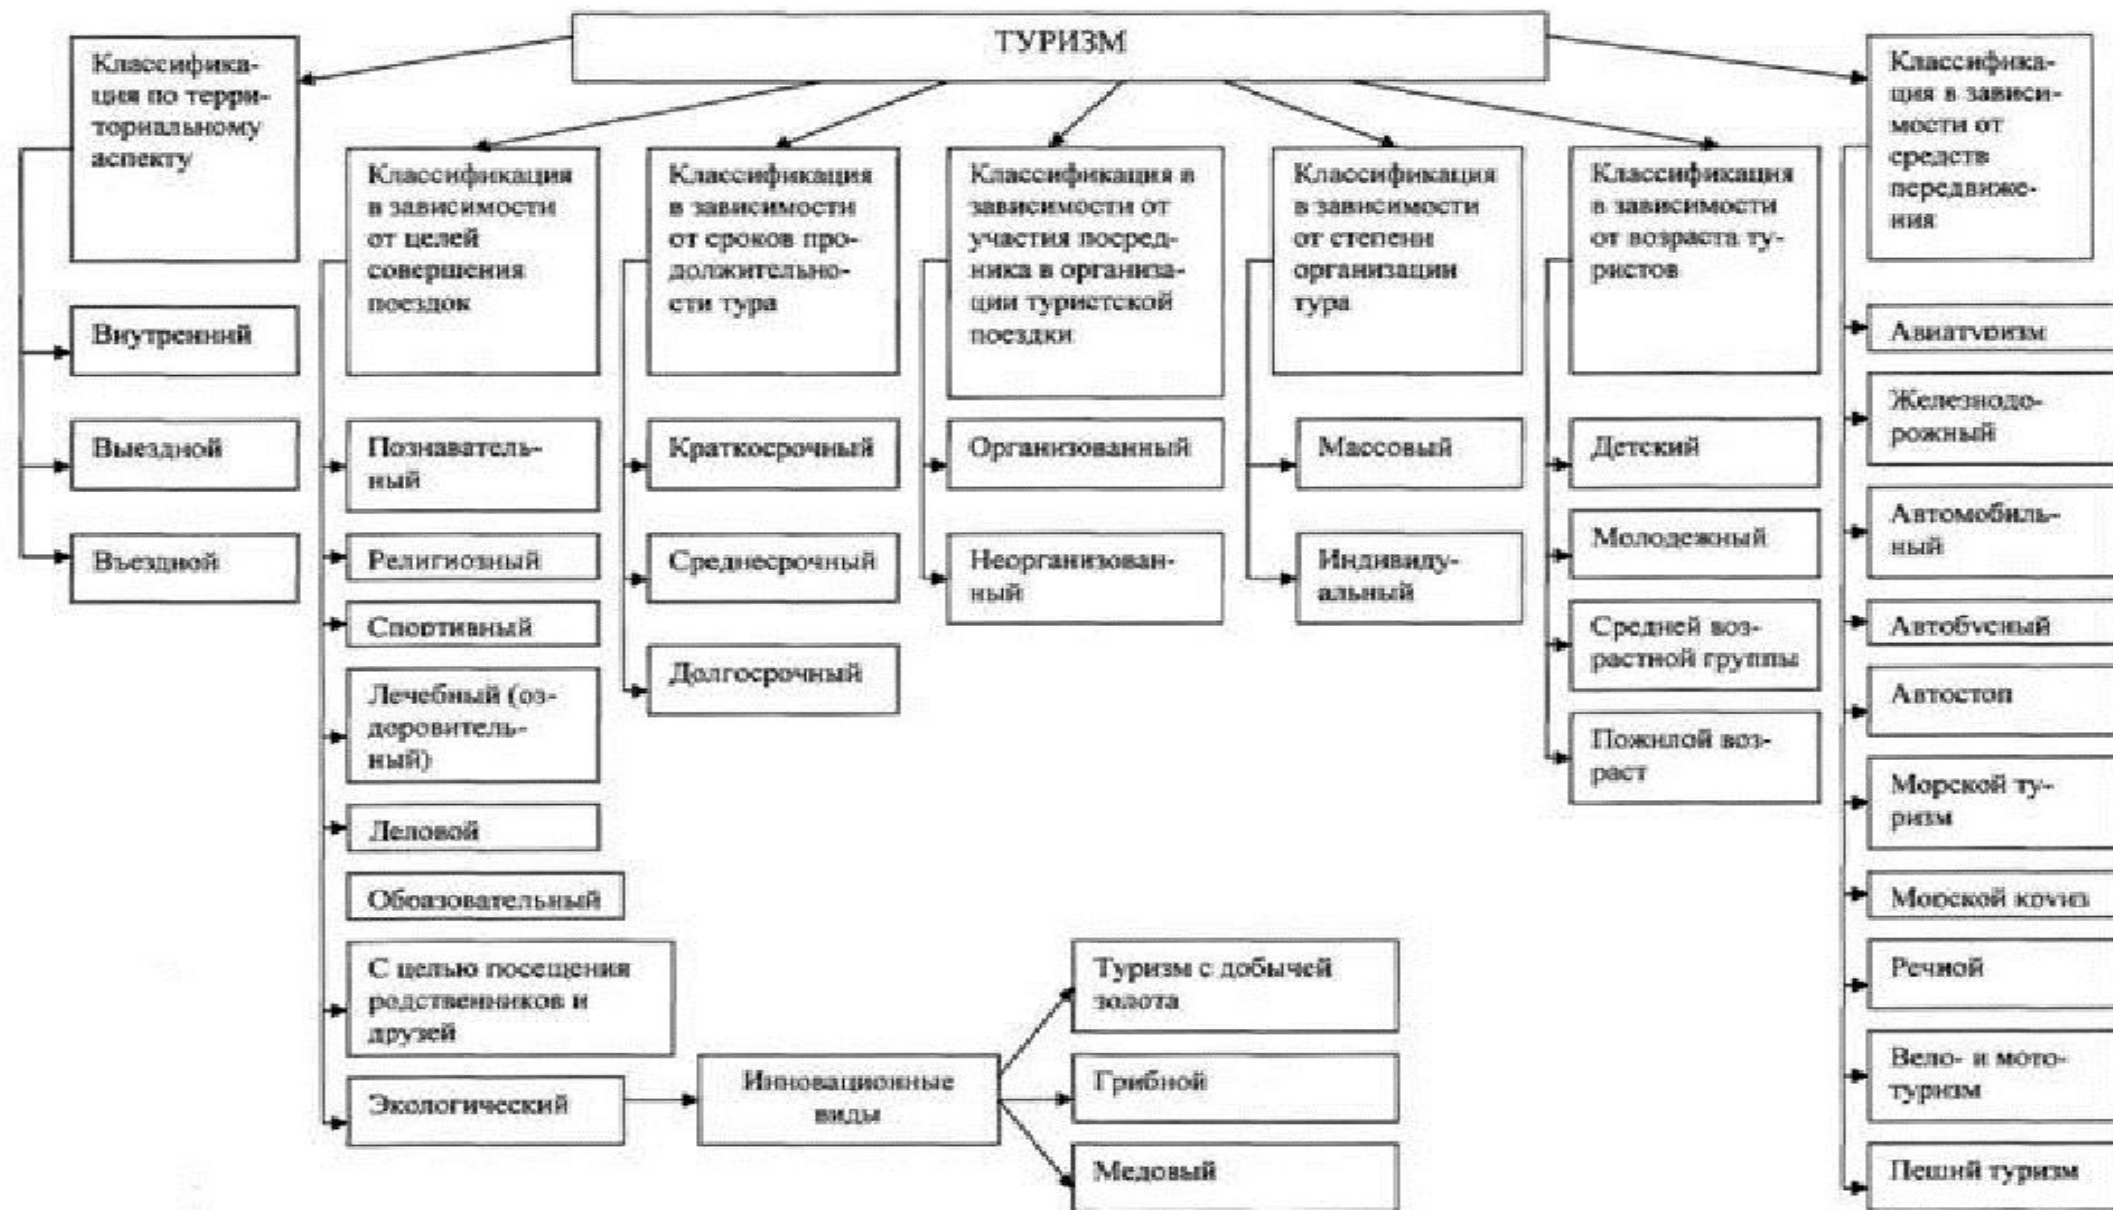 ТУРИЗМ
Классифика-
ция по терри-
ториальному
аспекту
Внутренний
Выездной
Въездной
Классификация
в зависимости
от целей
совершения
поездок
Познаватель-
ный
Религиозный
Спортивный
Лечебный (оз-
доровитель-
ный)
Деловой
Образовательный
С целью посещения
родственников и
друзей
Экологический
Инновационные
виды
Туризм с добычей
золота
Грибной
Медовый
Классификация
в зависимости
от сроков про-
должительно-
сти тура
Краткосрочный
Среднесрочный
Долгосрочный
Классификация в
зависимости от
участия посред-
ника в организа-
ции туристской
поездки
Организованный
Неорганизован-
ный
Классификация
в зависимости
от степени
организации
тура
Массовый
Индивиду-
альный
Классификация
в зависимости
от возраста ту-
ристов
Детский
Молодежный
Средней воз-
растной группы
Пожилой воз-
раст
Классифика-
ция в зависи-
мости от
средств
передвиже-
ния
Авиатуризм
Железнодо-
рожный
Автомобиль-
ный
Автобусный
Автостоп
Морской ту-
ризм
Морской круиз
Речной
Вело- и мото-
туризм
Пеший туризм